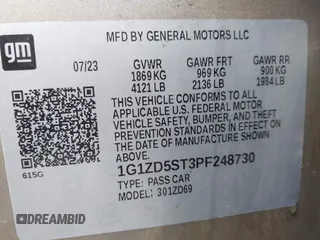 gm
MFD BY GENERAL MOTORS LLC
07/23 GVWR GAWR FRT GAWR RR
1869 KG 969 KG 900 KG
4121 LB 2136 LB 1984 LB
THIS VEHICLE CONFORMS TO ALL
APPLICABLE U.S. FEDERAL MOTOR
VEHICLE SAFETY, BUMPER, AND THEFT
PREVENTION STANDARDS IN EFFECT ON
THE DATE OF MANUFACTURE SHOWN ABOVE.
1G1ZD5ST3PF248730
TYPE: PASS CAR
615G MODEL: 301ZD69
@DREAMBID